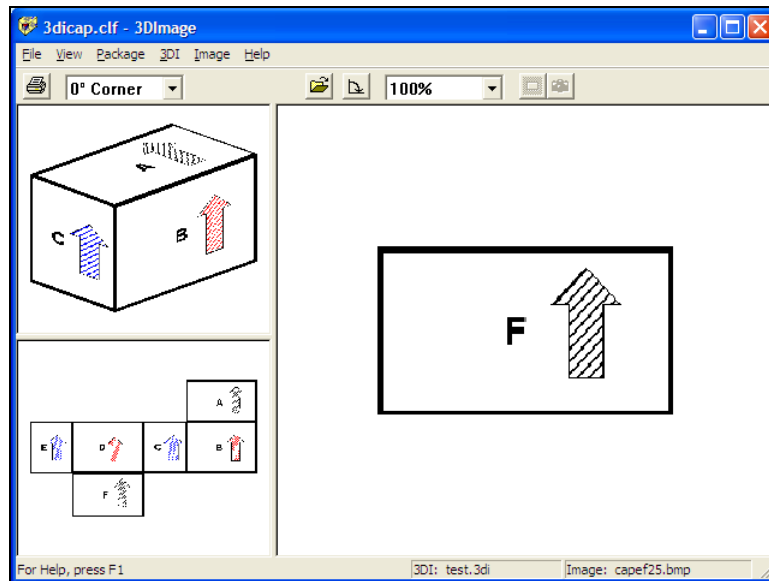 3dicap.clf - 3DImage
File View Package 3DI Image Help
0° Corner 100%
A
C B
F
A
E D C B
F
For Help, press F1 3DI: test.3di Image: capef25.bmp